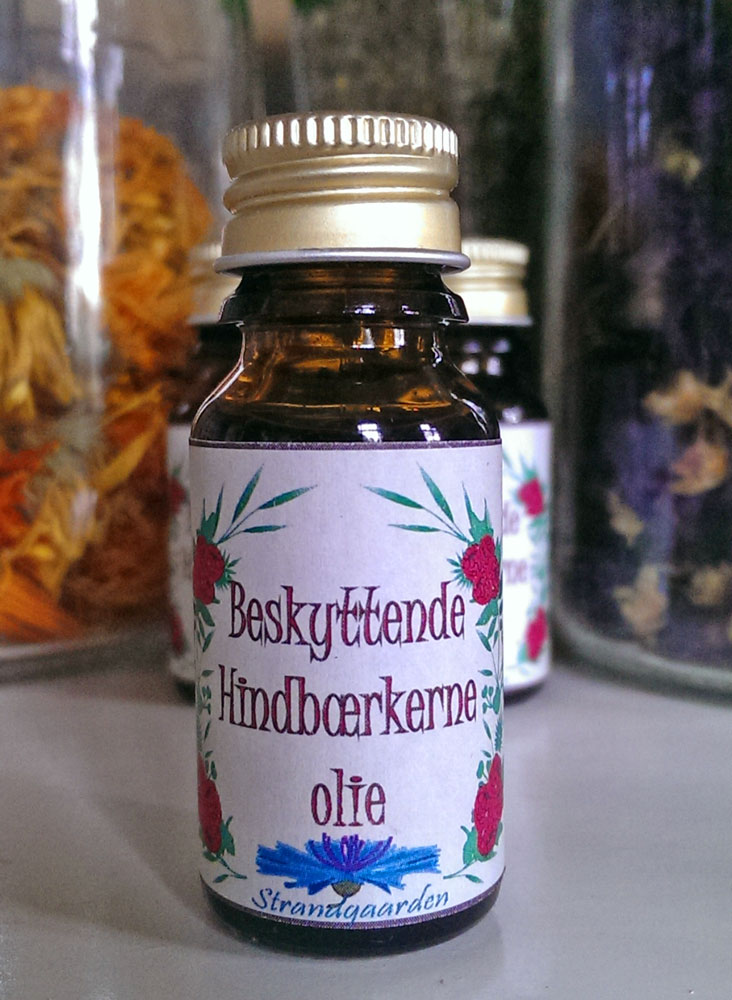 Beskyttende
Hindbærkerne
olie
Strandgaarden